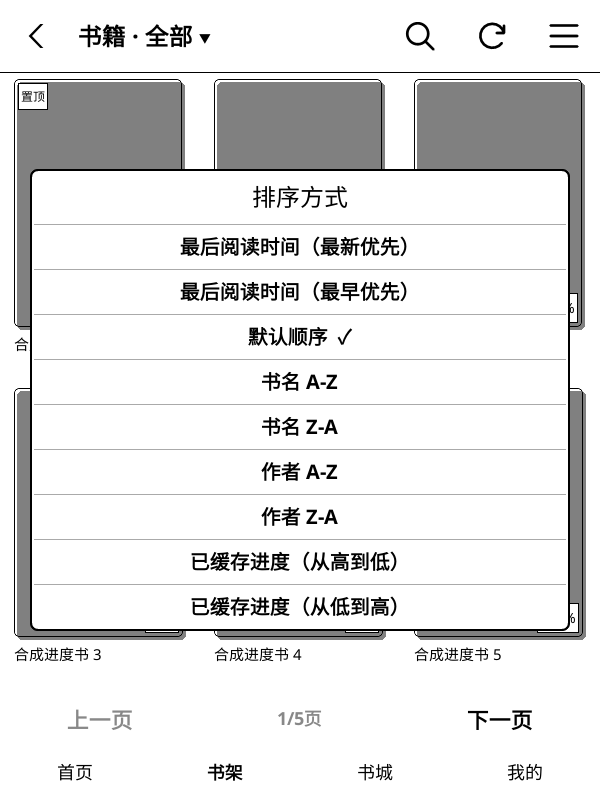 书籍 · 全部 ▾
置顶
排序方式
最后阅读时间（最新优先）
最后阅读时间（最早优先）
%
默认顺序 ✓
合
书名 A-Z
书名 Z-A
作者 A-Z
作者 Z-A
已缓存进度（从高到低）
已缓存进度（从低到高）
%
合成进度书 3
合成进度书 4
合成进度书 5
上一页
1/5页
下一页
首页
书架
书城
我的